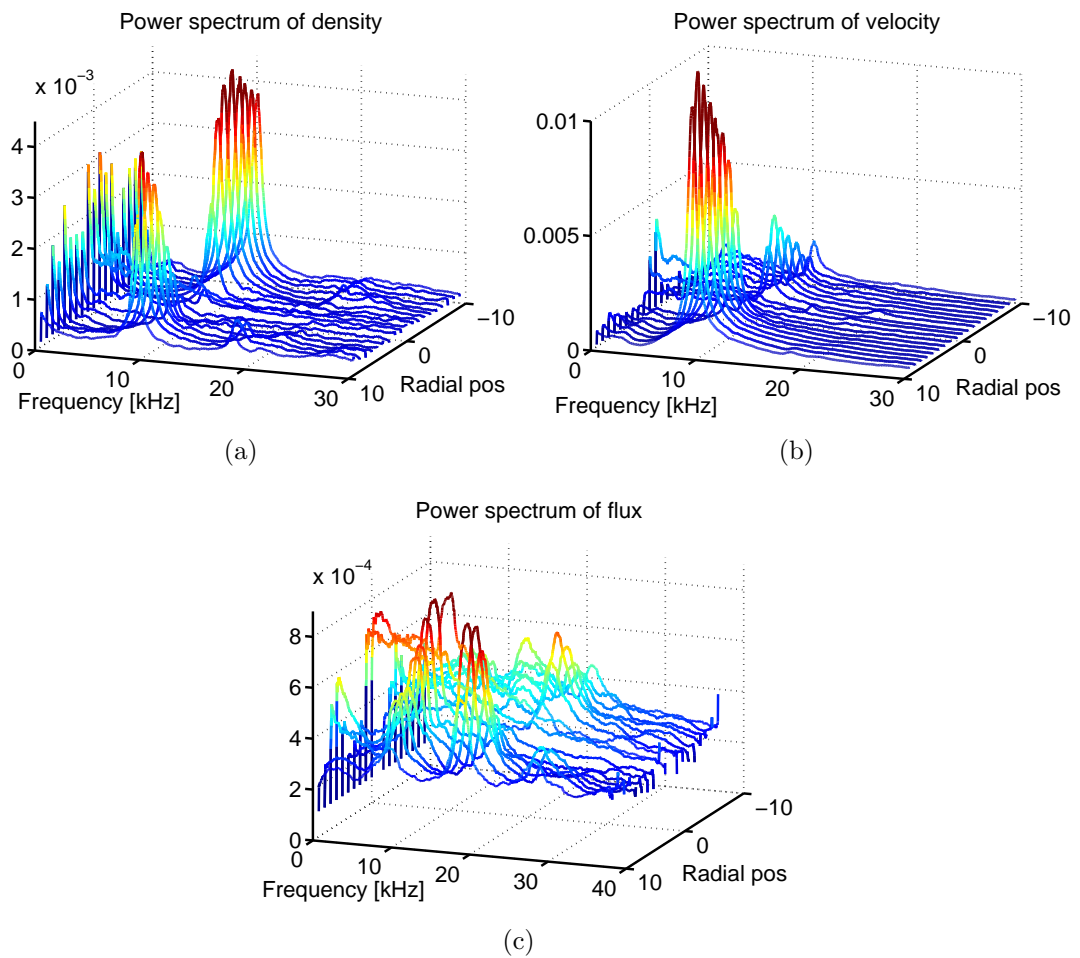 Power spectrum of density
x 10⁻³
4
3
2
1
0
0
10
20
30
10
0
−10
Frequency [kHz]
Radial pos
(a)
Power spectrum of velocity
0.01
0.005
0
0
10
20
30
10
0
−10
Frequency [kHz]
Radial pos
(b)
Power spectrum of flux
x 10⁻⁴
8
6
4
2
0
0
10
20
30
40
10
0
−10
Frequency [kHz]
Radial pos
(c)